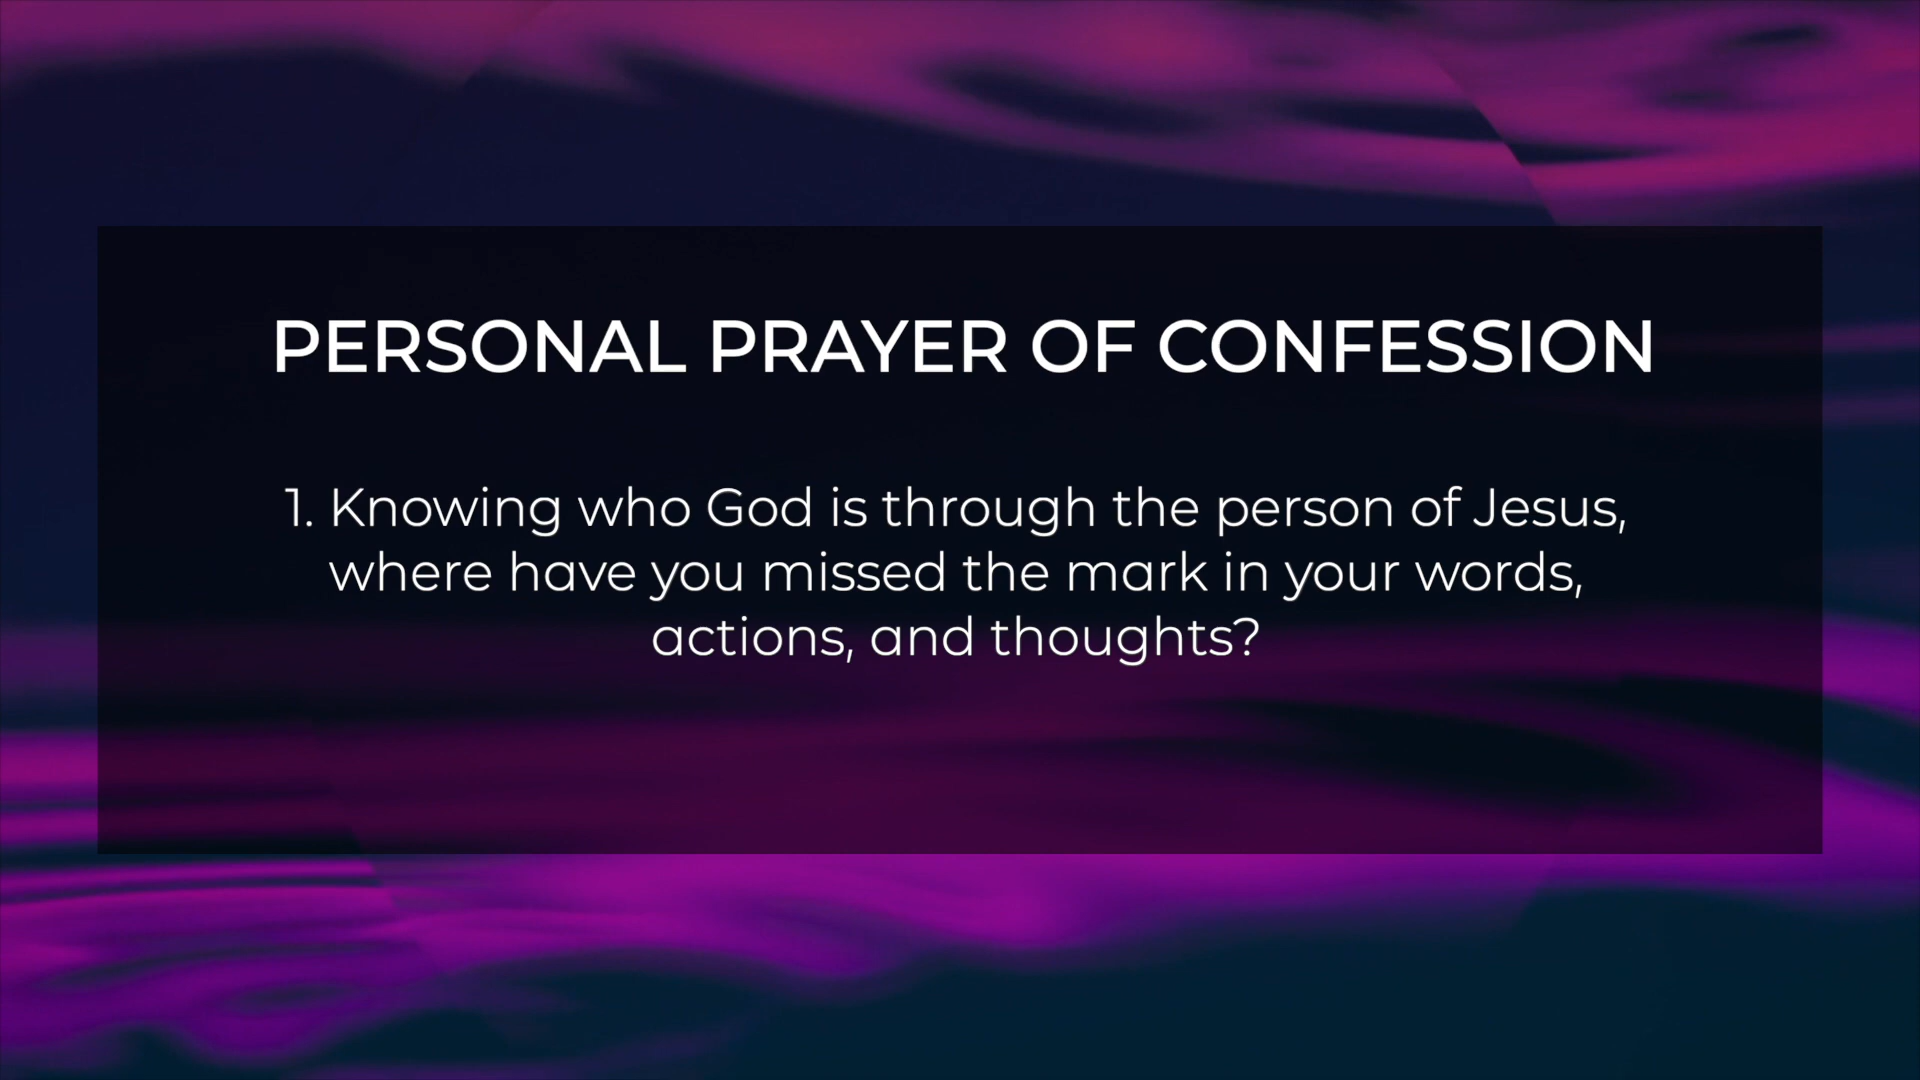 PERSONAL PRAYER OF CONFESSION
1. Knowing who God is through the person of Jesus,
where have you missed the mark in your words,
actions, and thoughts?